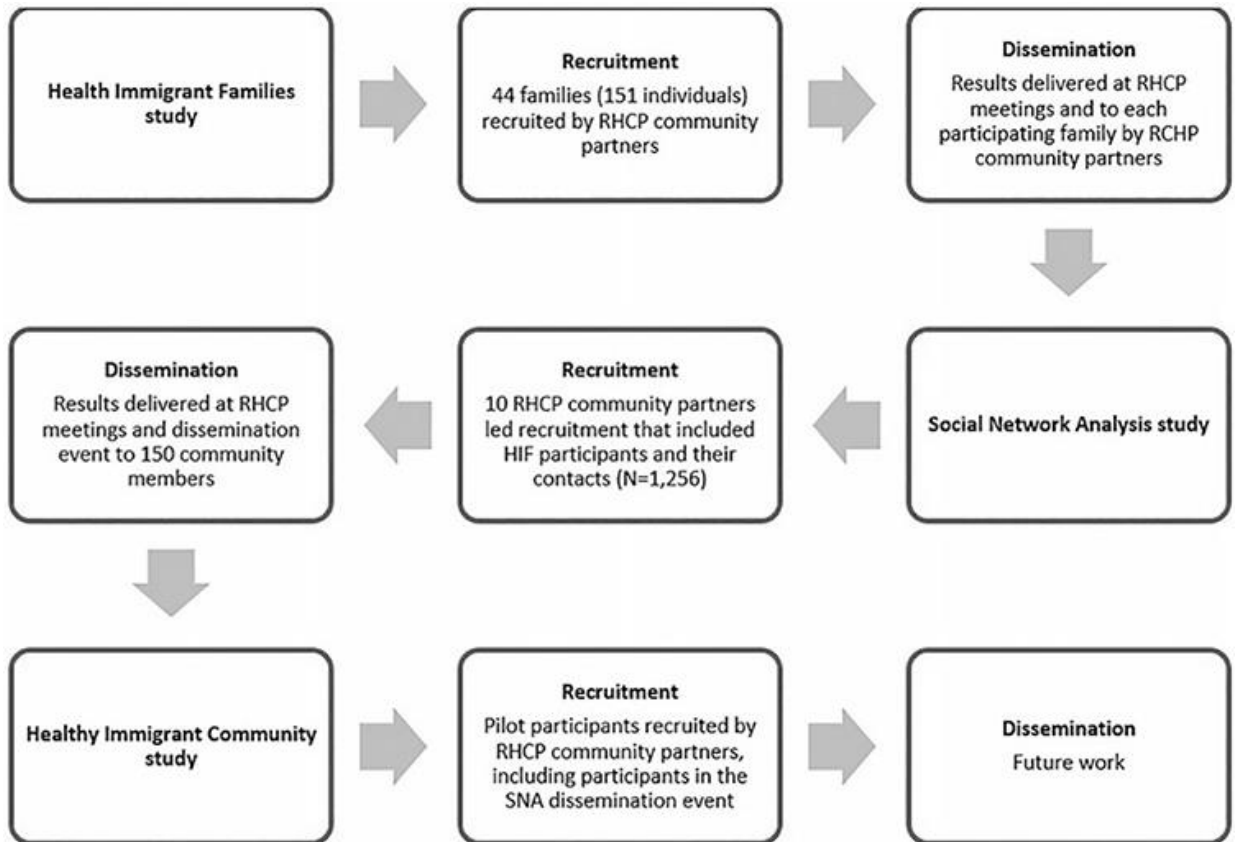 Health Immigrant Families
study
Recruitment
44 families (151 individuals)
recruited by RHCP community
partners
Dissemination
Results delivered at RHCP
meetings and to each
participating family by RCHP
community partners
Social Network Analysis study
Recruitment
10 RHCP community partners
led recruitment that included
HIF participants and their
contacts (N=1,256)
Dissemination
Results delivered at RHCP
meetings and dissemination
event to 150 community
members
Healthy Immigrant Community
study
Recruitment
Pilot participants recruited by
RHCP community partners,
including participants in the
SNA dissemination event
Dissemination
Future work